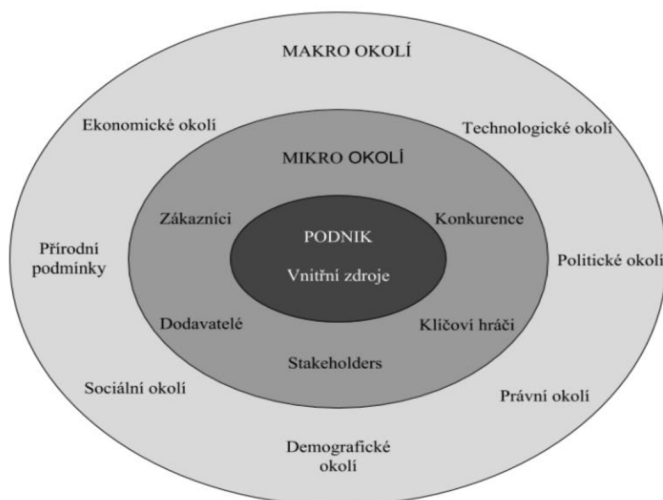 MAKRO OKOLÍ
Ekonomické okolí
Technologické okolí
MIKRO OKOLÍ
Zákazníci
Konkurence
PODNIK
Přírodní
podmínky
Politické okolí
Vnitřní zdroje
Dodavatelé
Klíčoví hráči
Stakeholders
Sociální okolí
Právní okolí
Demografické
okolí